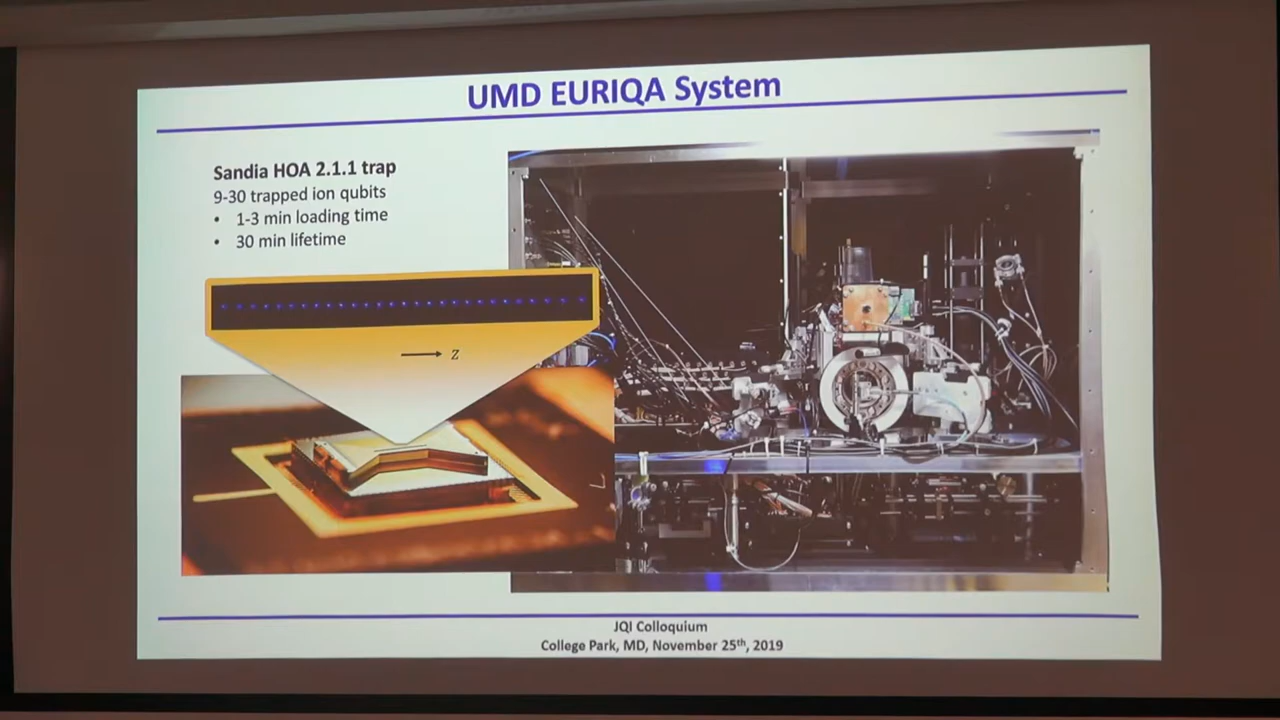 UMD EURIQA System
Sandia HOA 2.1.1 trap
9-30 trapped ion qubits
• 1-3 min loading time
• 30 min lifetime
Z
JQI Colloquium
College Park, MD, November 25th, 2019